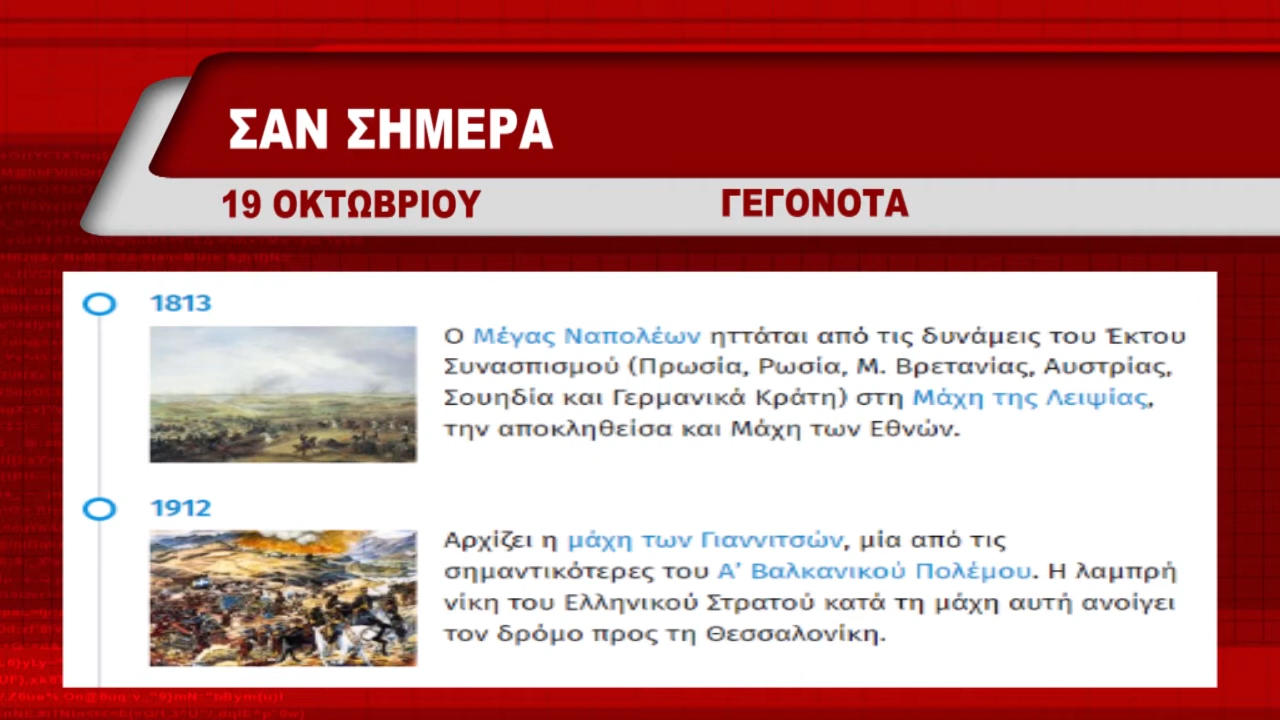 ΣΑΝ ΣΗΜΕΡΑ
19 ΟΚΤΩΒΡΙΟΥ ΓΕΓΟΝΟΤΑ
1813
Ο Μέγας Ναπολέων ηττάται από τις δυνάμεις του Έκτου
Συνασπισμού (Πρωσία, Ρωσία, Μ. Βρετανίας, Αυστρίας,
Σουηδία και Γερμανικά Κράτη) στη Μάχη της Λειψίας,
την αποκληθείσα και Μάχη των Εθνών.
1912
Αρχίζει η μάχη των Γιαννιτσών, μία από τις
σημαντικότερες του Α’ Βαλκανικού Πολέμου. Η λαμπρή
νίκη του Ελληνικού Στρατού κατά τη μάχη αυτή ανοίγει
τον δρόμο προς τη Θεσσαλονίκη.